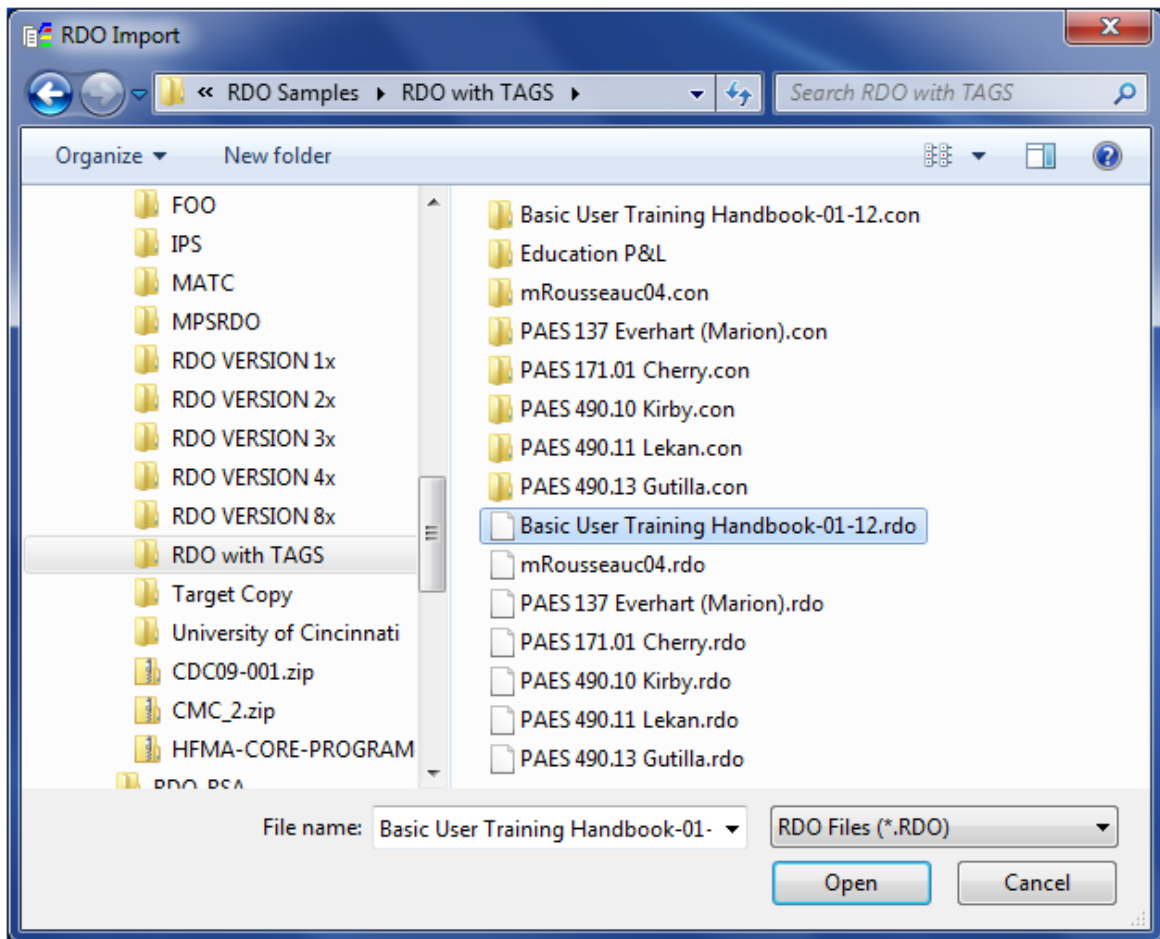 RDO Import
« RDO Samples RDO with TAGS
Search RDO with TAGS
Organize
New folder
FOO
IPS
MATC
MPSRDO
RDO VERSION 1x
RDO VERSION 2x
RDO VERSION 3x
RDO VERSION 4x
RDO VERSION 8x
RDO with TAGS
Target Copy
University of Cincinnati
CDC09-001.zip
CMC_2.zip
HFMA-CORE-PROGRAM
RDO_RSA
Basic User Training Handbook-01-12.con
Education P&L
mRousseauc04.con
PAES 137 Everhart (Marion).con
PAES 171.01 Cherry.con
PAES 490.10 Kirby.con
PAES 490.11 Lekan.con
PAES 490.13 Gutilla.con
Basic User Training Handbook-01-12.rdo
mRousseauc04.rdo
PAES 137 Everhart (Marion).rdo
PAES 171.01 Cherry.rdo
PAES 490.10 Kirby.rdo
PAES 490.11 Lekan.rdo
PAES 490.13 Gutilla.rdo
File name: Basic User Training Handbook-01-
RDO Files (*.RDO)
Open
Cancel